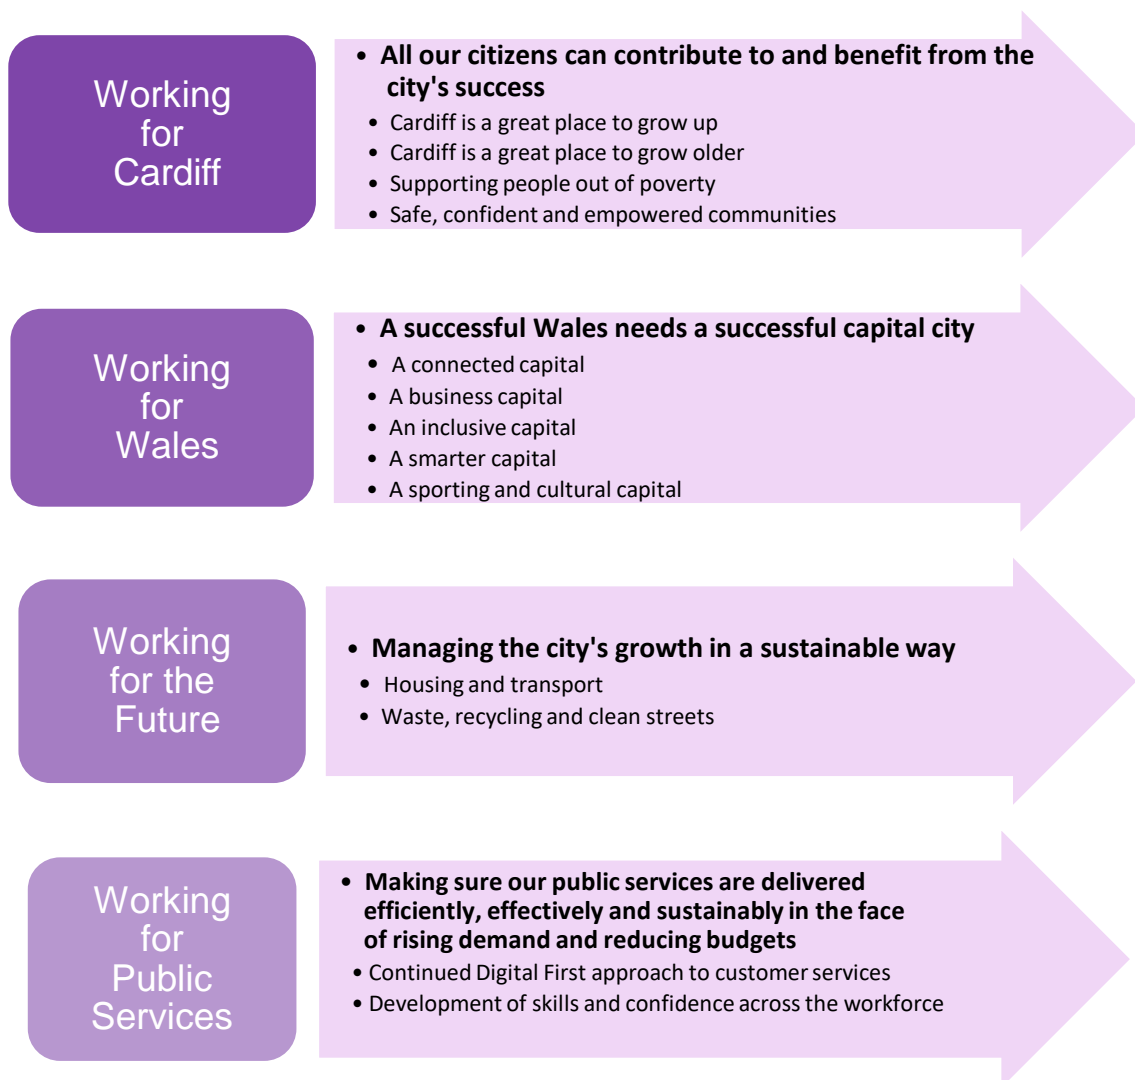 Working
for
Cardiff
• All our citizens can contribute to and benefit from the
city's success
• Cardiff is a great place to grow up
• Cardiff is a great place to grow older
• Supporting people out of poverty
• Safe, confident and empowered communities
Working
for
Wales
• A successful Wales needs a successful capital city
• A connected capital
• A business capital
• An inclusive capital
• A smarter capital
• A sporting and cultural capital
Working
for the
Future
• Managing the city's growth in a sustainable way
• Housing and transport
• Waste, recycling and clean streets
Working
for
Public
Services
• Making sure our public services are delivered
efficiently, effectively and sustainably in the face
of rising demand and reducing budgets
• Continued Digital First approach to customer services
• Development of skills and confidence across the workforce